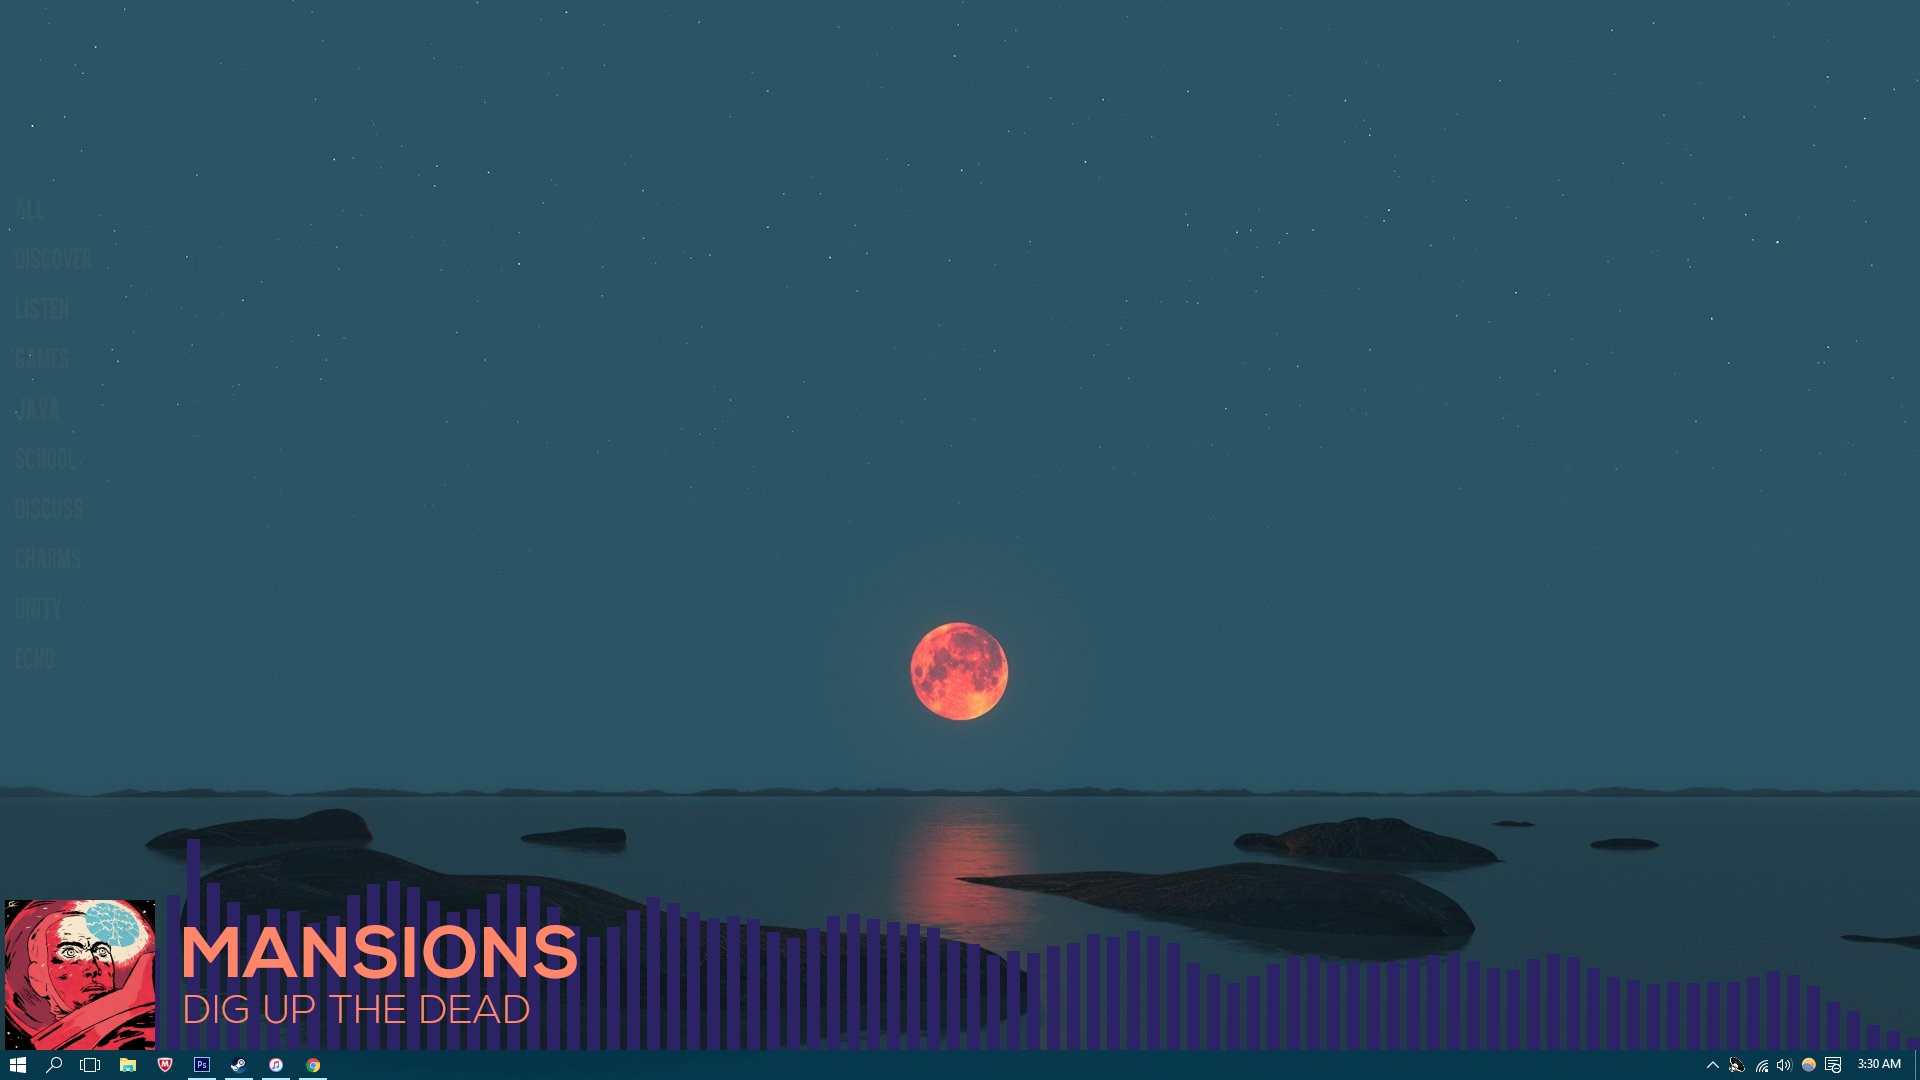 ALL
DISCOVER
LISTEN
GAMES
JAVA
SCHOOL
DISCUSS
CHARMS
UNITY
ECHO
MANSIONS
DIG UP THE DEAD
Ps
3:30 AM